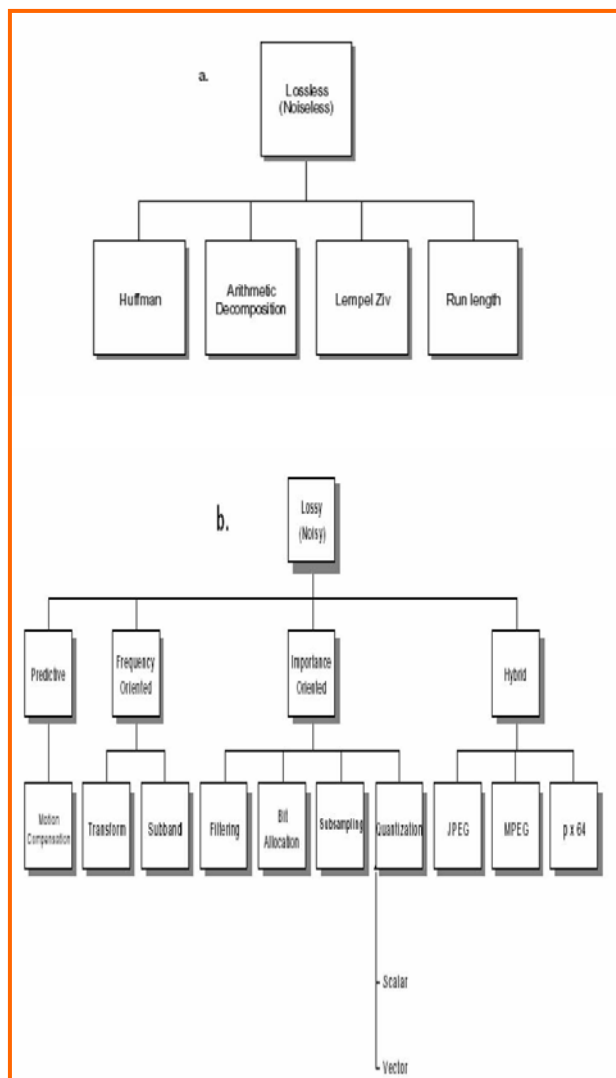 a.
Lossless
(Noiseless)
Huffman
Arithmetic
Decomposition
Lempel Ziv
Run length
b.
Lossy
(Noisy)
Predictive
Frequency
Oriented
Importance
Oriented
Hybrid
Motion
Compensation
Transform
Subband
Filtering
Bit
Allocation
Subsampling
Quantization
JPEG
MPEG
p x 64
Scalar
Vector